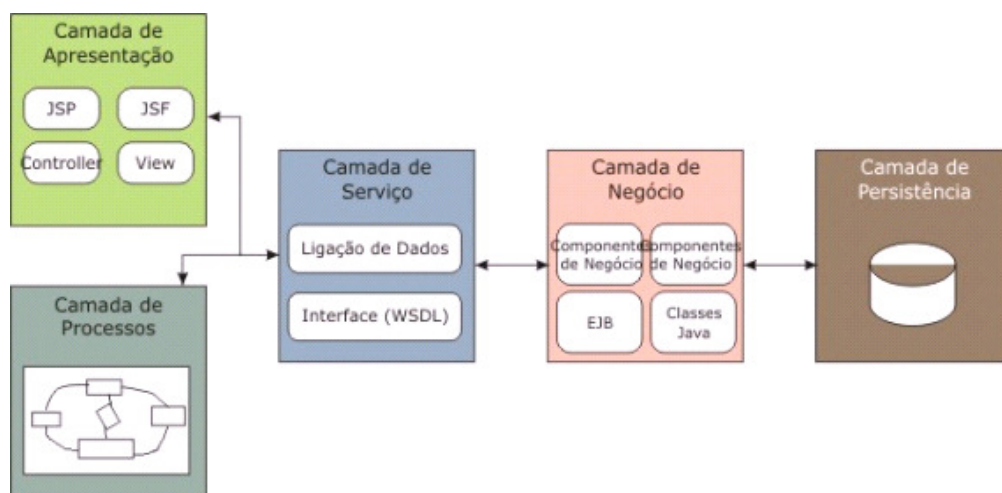 Camada de
Apresentação
JSP
JSF
Controller
View
Camada de
Processos
Camada de
Serviço
Ligação de Dados
Interface (WSDL)
Camada de
Negócio
Componentes
de Negócio
Componentes
de Negócio
EJB
Classes
Java
Camada de
Persistência